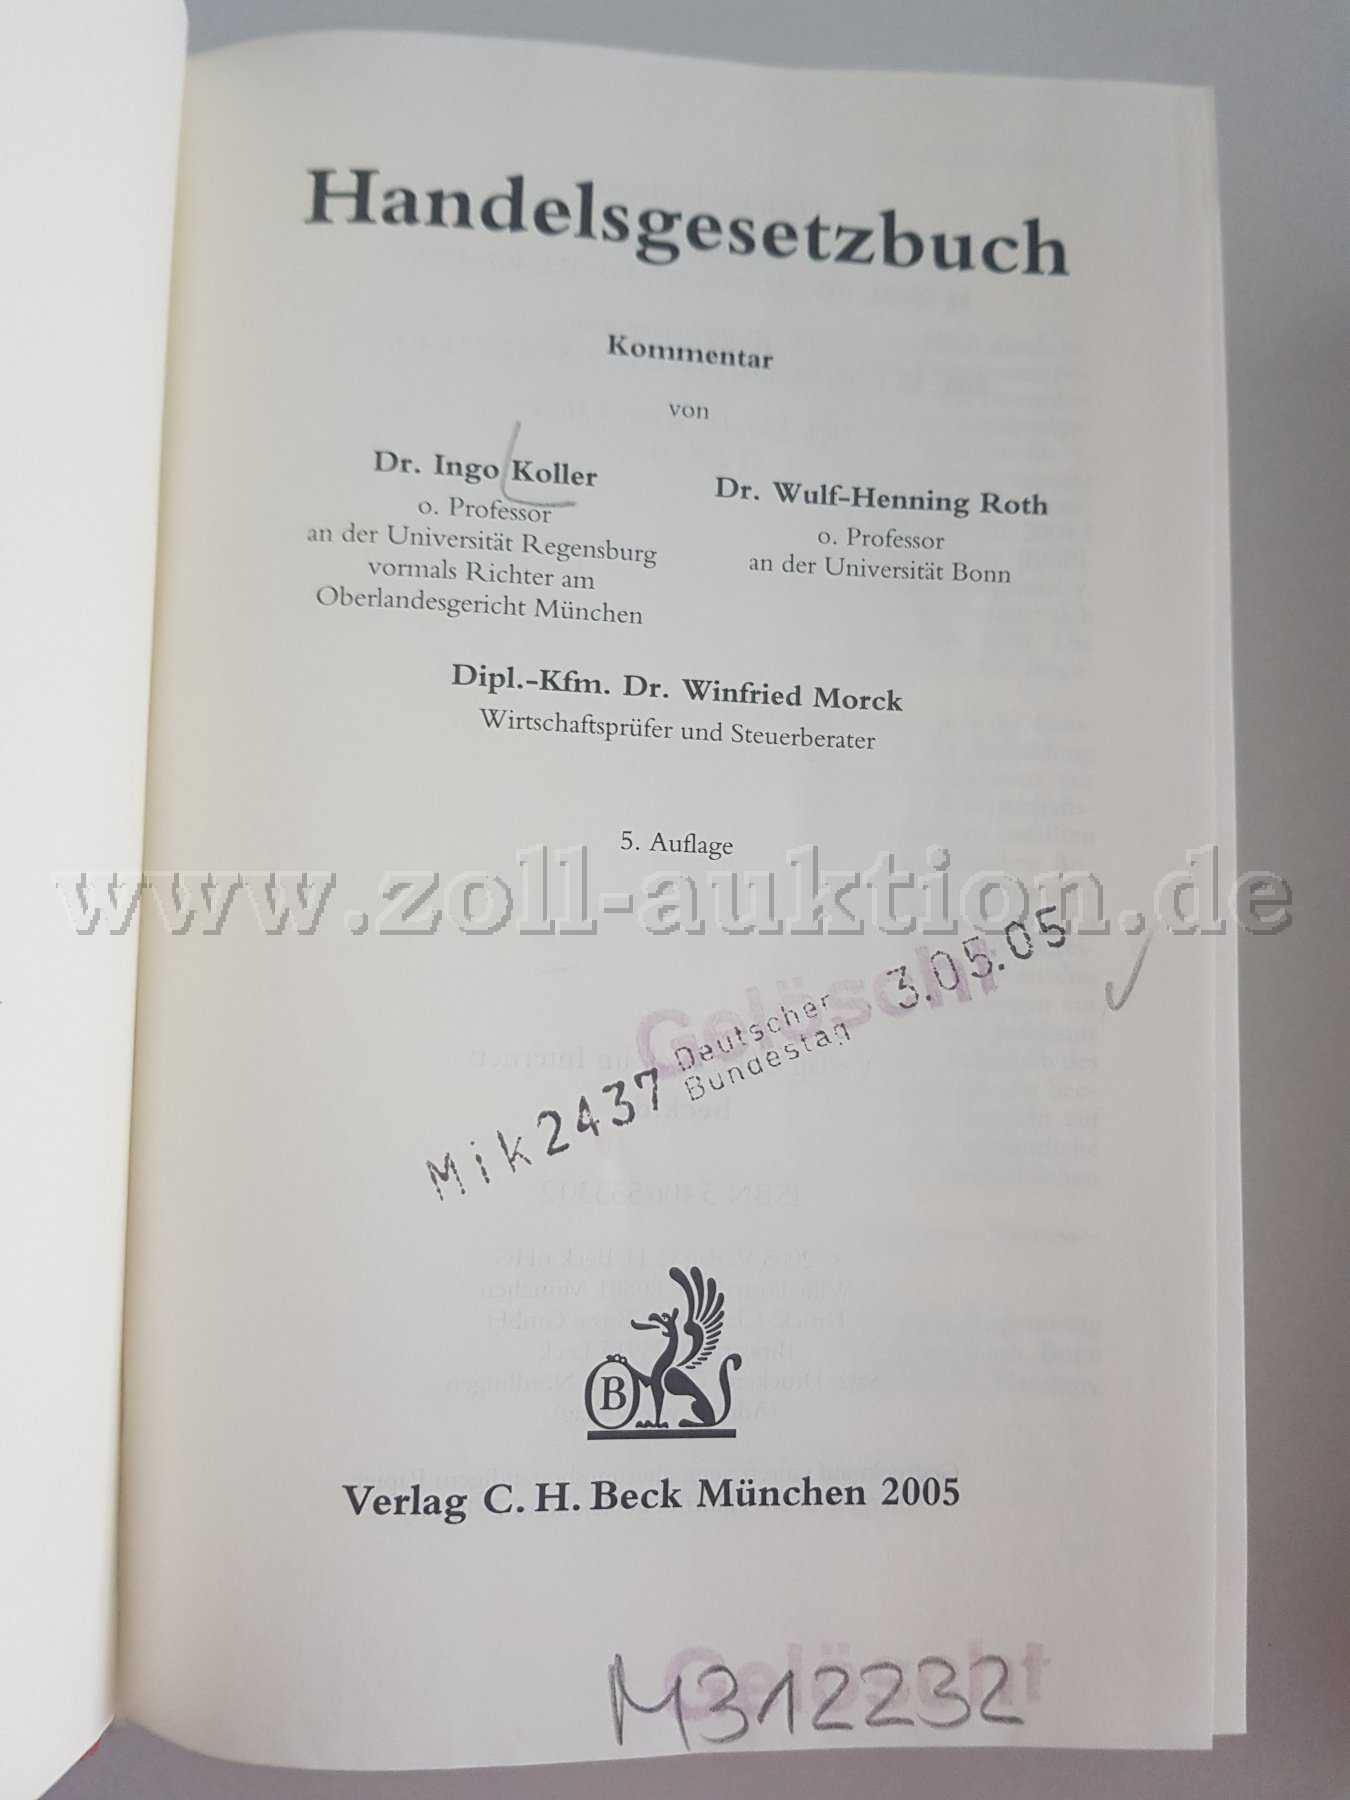 Handelsgesetzbuch
Kommentar
von
Dr. Ingo Koller
o. Professor
an der Universität Regensburg
vormals Richter am
Oberlandesgericht München
Dr. Wulf-Henning Roth
o. Professor
an der Universität Bonn
Dipl.-Kfm. Dr. Winfried Morck
Wirtschaftsprüfer und Steuerberater
5. Auflage
www.zoll-auktion.de
Gelöscht
Mik2437 Deutscher Bundestag 3.05.05
B
Verlag C. H. Beck München 2005
Gelöscht
M312232